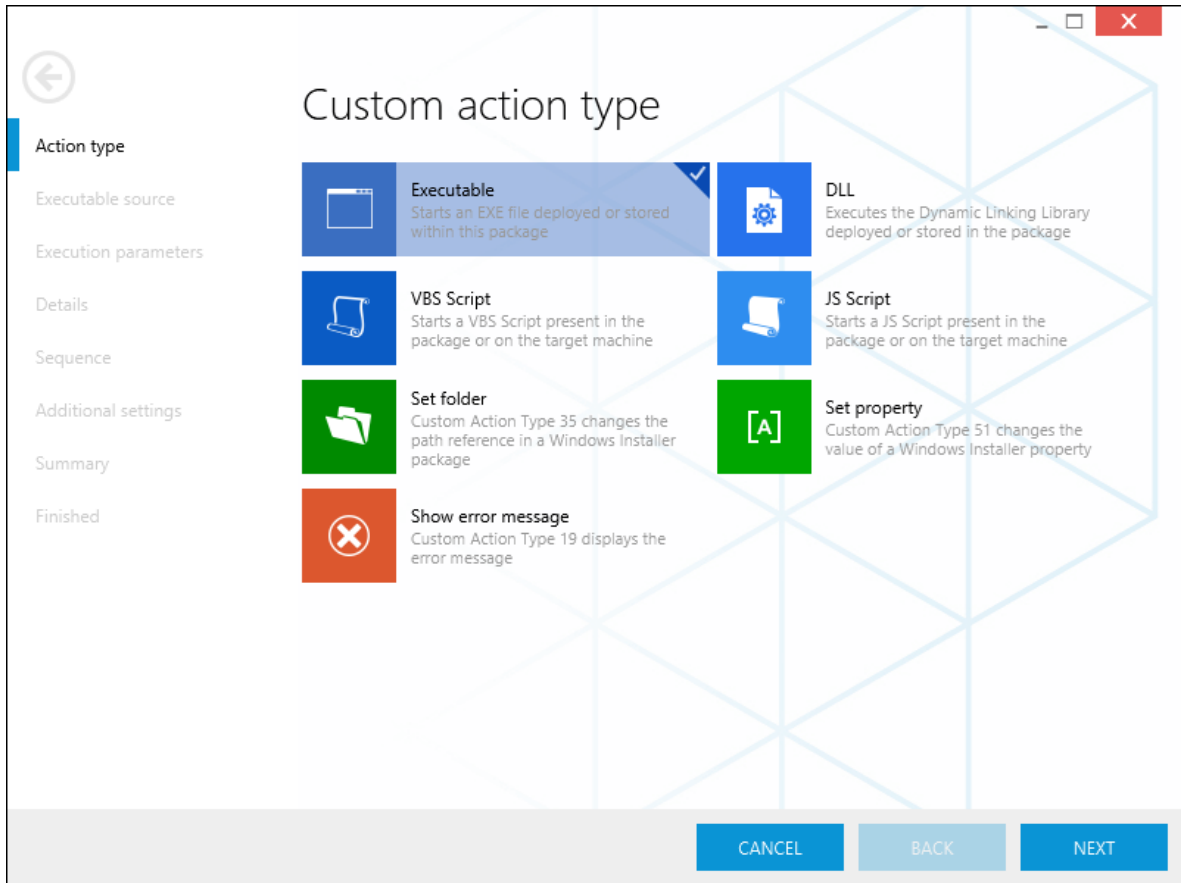 Custom action type
Action type
Executable source
Execution parameters
Details
Sequence
Additional settings
Summary
Finished
Executable
Starts an EXE file deployed or stored
within this package
DLL
Executes the Dynamic Linking Library
deployed or stored in the package
VBS Script
Starts a VBS Script present in the
package or on the target machine
JS Script
Starts a JS Script present in the
package or on the target machine
Set folder
Custom Action Type 35 changes the
path reference in a Windows Installer
package
[A]
Set property
Custom Action Type 51 changes the
value of a Windows Installer property
Show error message
Custom Action Type 19 displays the
error message
CANCEL
BACK
NEXT